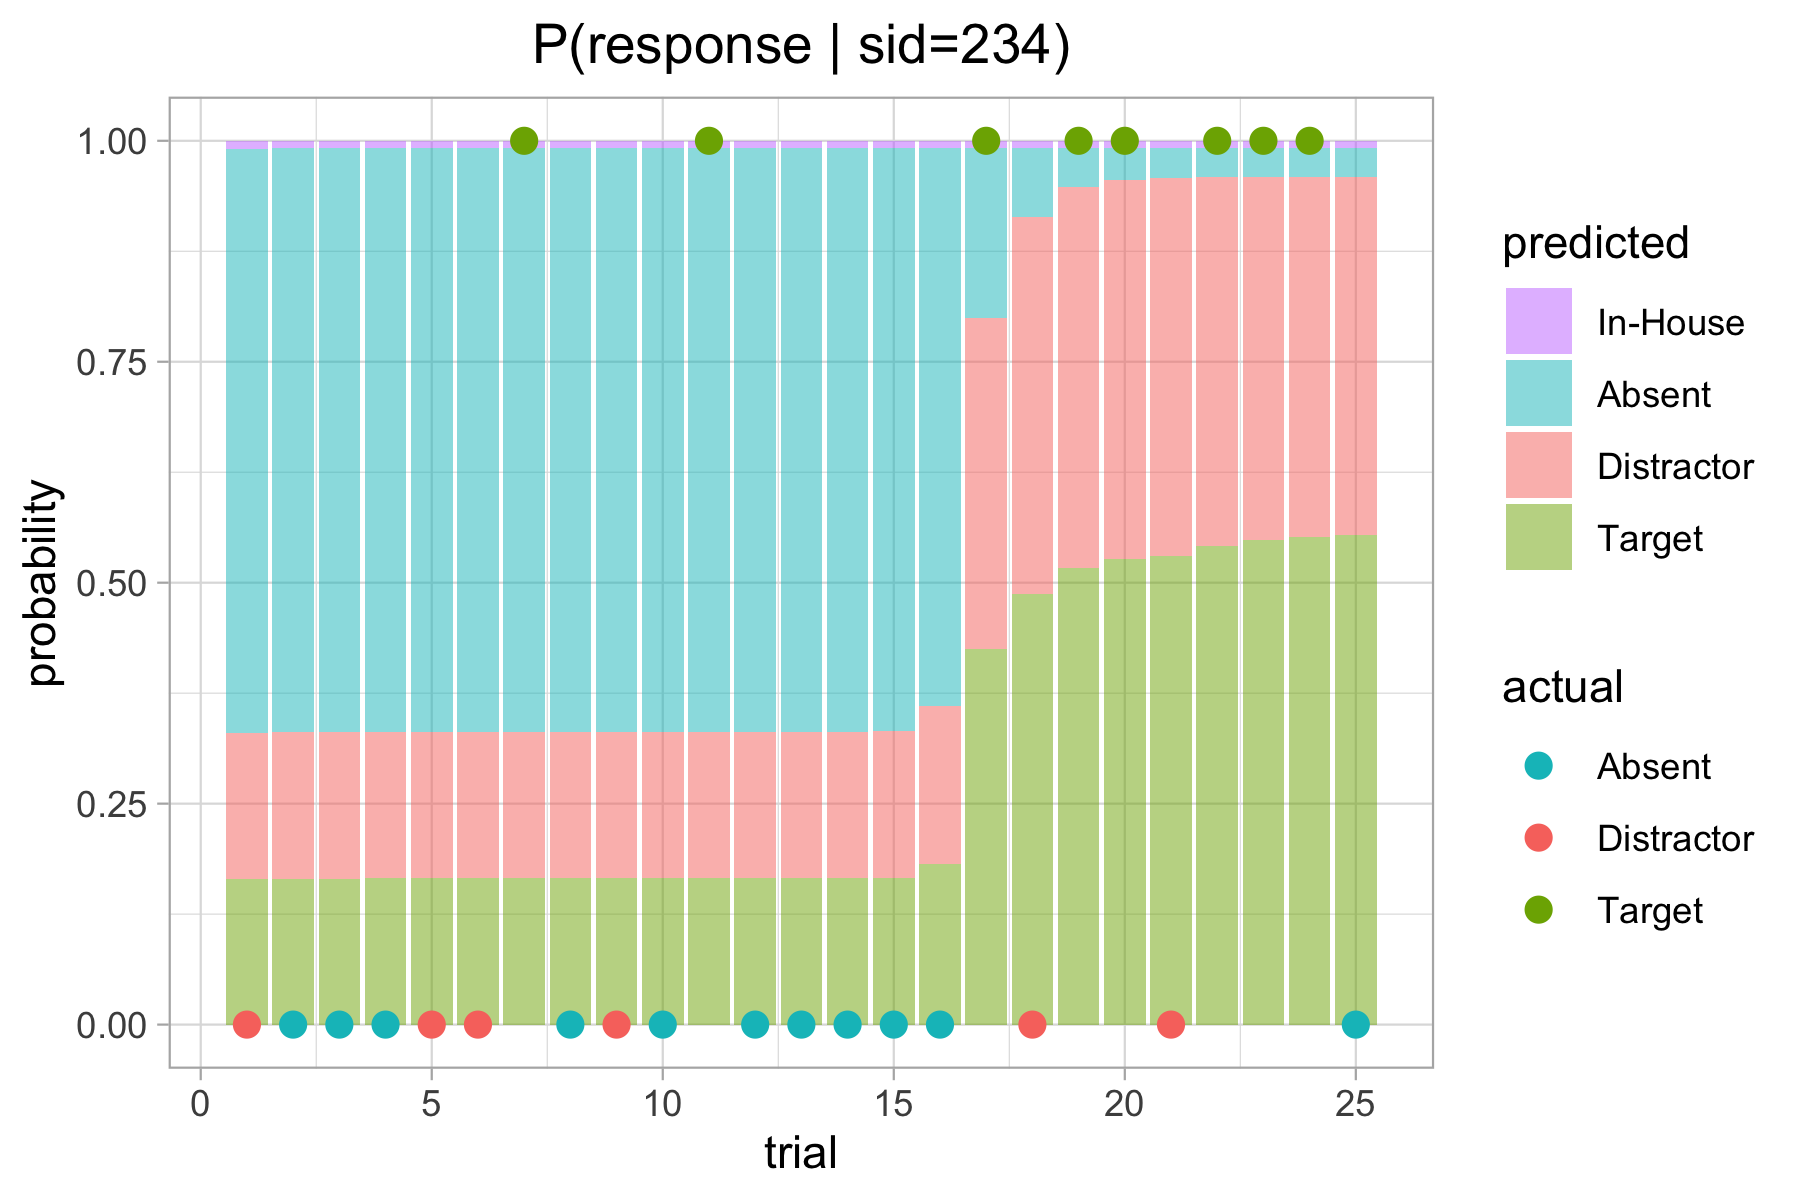 P(response | sid=234)
probability
1.00
0.75
0.50
0.25
0.00
0 5 10 15 20 25
trial
predicted
In-House
Absent
Distractor
Target
actual
Absent
Distractor
Target